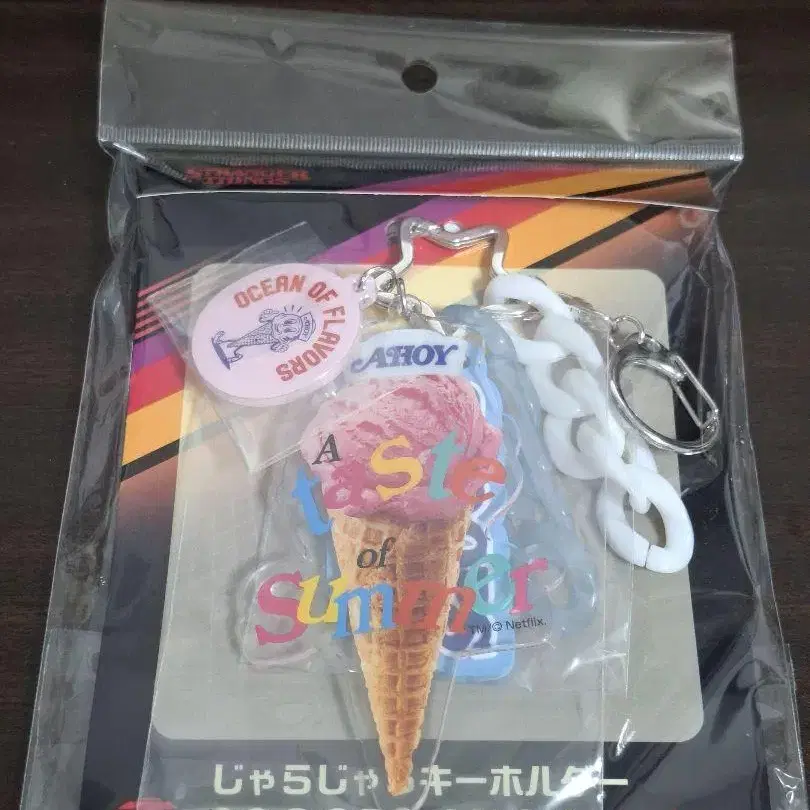 STRANGER
THINGS
OCEAN OF FLAVORS
AHOY
A
taste
of
Summer
TM/© Netflix.
じゃらじゃらキーホルダー